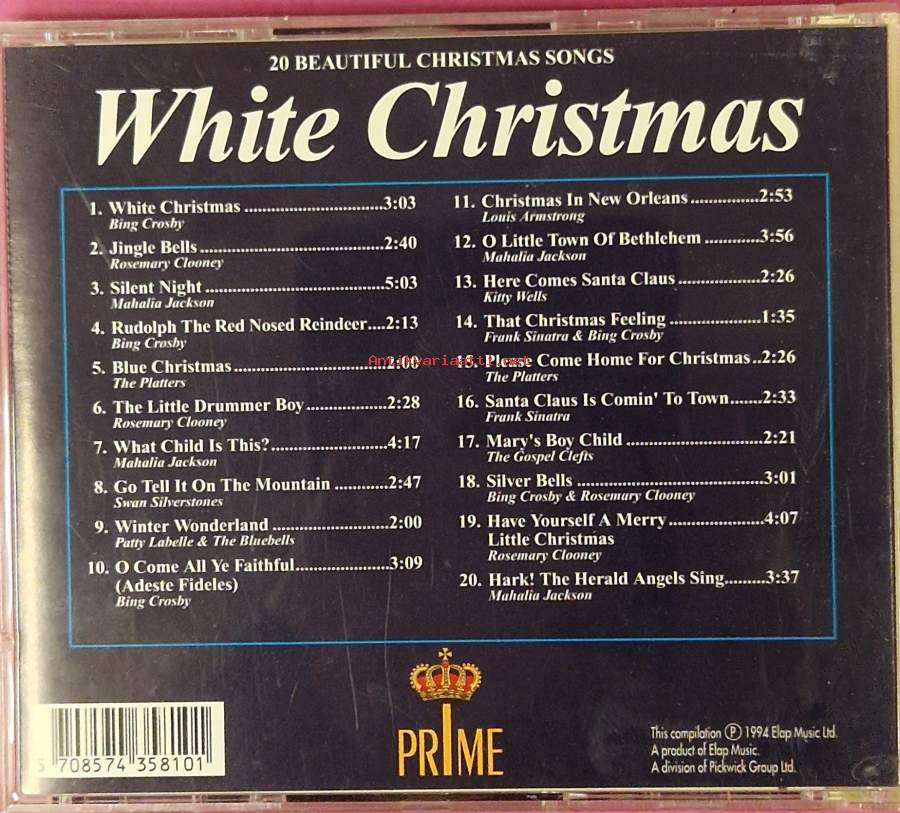 20 BEAUTIFUL CHRISTMAS SONGS
White Christmas
1. White Christmas ................................3:03
Bing Crosby
2. Jingle Bells..........................................2:40
Rosemary Clooney
3. Silent Night .........................................5:03
Mahalia Jackson
4. Rudolph The Red Nosed Reindeer....2:13
Bing Crosby
5. Blue Christmas
The Platters
6. The Little Drummer Boy...................2:28
Rosemary Clooney
7. What Child Is This?...........................4:17
Mahalia Jackson
8. Go Tell It On The Mountain ............2:47
Swan Silverstones
9. Winter Wonderland ...........................2:00
Patty Labelle & The Bluebells
10. O Come All Ye Faithful......................3:09
(Adeste Fideles)
Bing Crosby
11. Christmas In New Orleans ................2:53
Louis Armstrong
12. O Little Town Of Bethlehem .............3:56
Mahalia Jackson
13. Here Comes Santa Claus ...................2:26
Kitty Wells
14. That Christmas Feeling .....................1:35
Frank Sinatra & Bing Crosby
15. Please Come Home For Christmas..2:26
The Platters
16. Santa Claus Is Comin' To Town.......2:33
Frank Sinatra
17. Mary's Boy Child ...............................2:21
The Gospel Clefts
18. Silver Bells ..........................................3:01
Bing Crosby & Rosemary Clooney
19. Have Yourself A Merry......................4:07
Little Christmas
Rosemary Clooney
20. Hark! The Herald Angels Sing.........3:37
Mahalia Jackson
Antikvariaatti.net
PRIME
5 708574 358101
This compilation Ⓟ 1994 Elap Music Ltd.
A product of Elap Music.
A division of Pickwick Group Ltd.